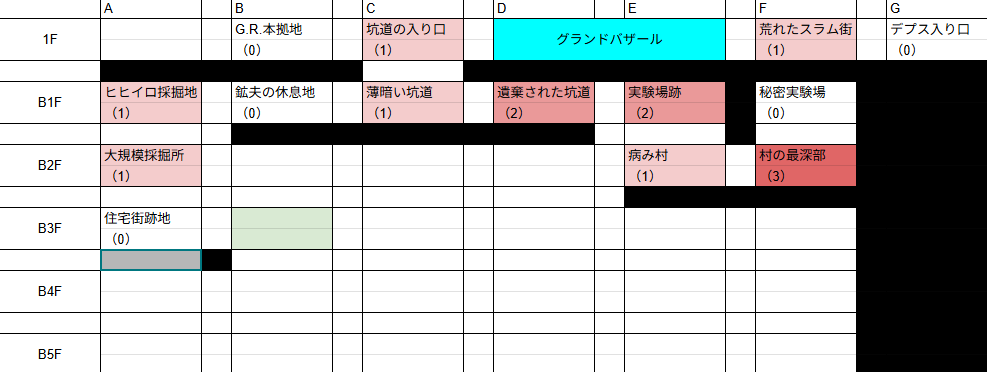 A B C D E F G
1F G.R.本拠地 坑道の入り口 グランドバザール 荒れたスラム街 デプス入り口
（0） （1） （1） （0）
B1F ヒヒイロ採掘地 鉱夫の休息地 薄暗い坑道 遺棄された坑道 実験場跡 秘密実験場
（1） （0） （1） （2） （2） （0）
B2F 大規模採掘所 病み村 村の最深部
（1） （1） （3）
B3F 住宅街跡地
（0）
B4F
B5F